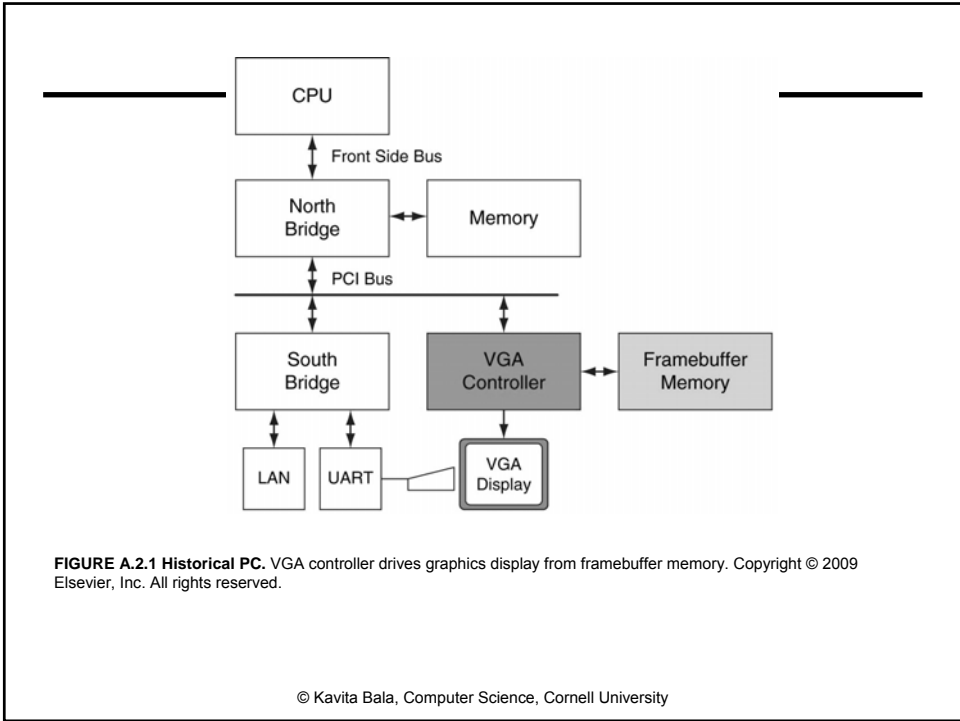 CPU
Front Side Bus
North
Bridge
Memory
PCI Bus
South
Bridge
VGA
Controller
Framebuffer
Memory
LAN
UART
VGA
Display
FIGURE A.2.1 Historical PC. VGA controller drives graphics display from framebuffer memory. Copyright © 2009
Elsevier, Inc. All rights reserved.
© Kavita Bala, Computer Science, Cornell University